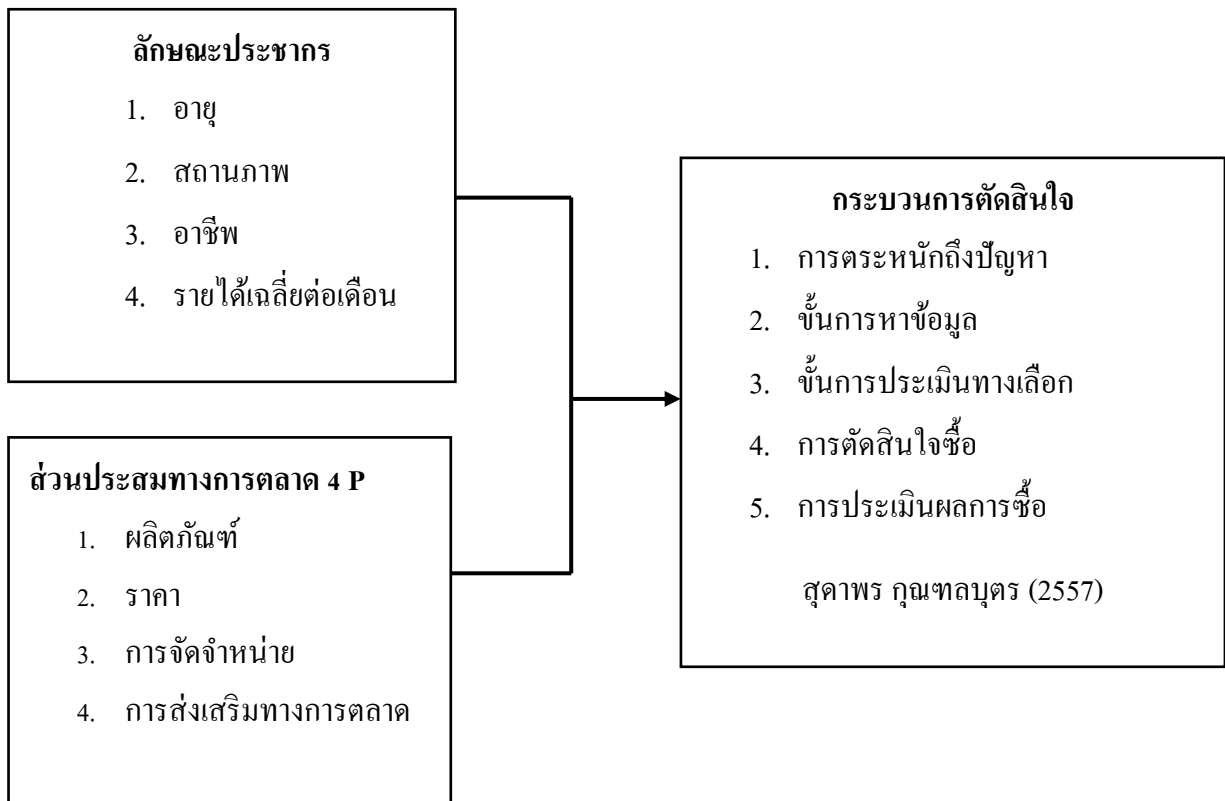 ลักษณะประชากร
1. อายุ
2. สถานภาพ
3. อาชีพ
4. รายได้เฉลี่ยต่อเดือน
ส่วนประสมทางการตลาด 4 P
1. ผลิตภัณฑ์
2. ราคา
3. การจัดจำหน่าย
4. การส่งเสริมทางการตลาด
กระบวนการตัดสินใจ
1. การตระหนักถึงปัญหา
2. ขั้นการหาข้อมูล
3. ขั้นการประเมินทางเลือก
4. การตัดสินใจซื้อ
5. การประเมินผลการซื้อ
สุดาพร กุณฑลบุตร (2557)